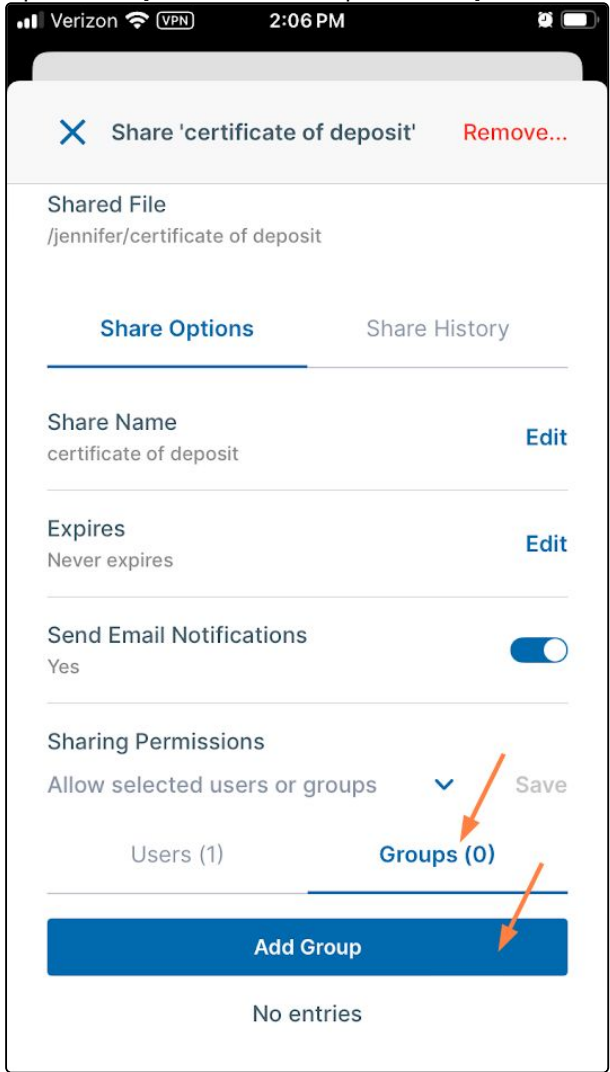 Verizon VPN 2:06 PM
Share 'certificate of deposit' Remove...
Shared File
/jennifer/certificate of deposit
Share Options Share History
Share Name
Edit
certificate of deposit
Expires
Edit
Never expires
Send Email Notifications
Yes
Sharing Permissions
Allow selected users or groups Save
Users (1) Groups (0)
Add Group
No entries